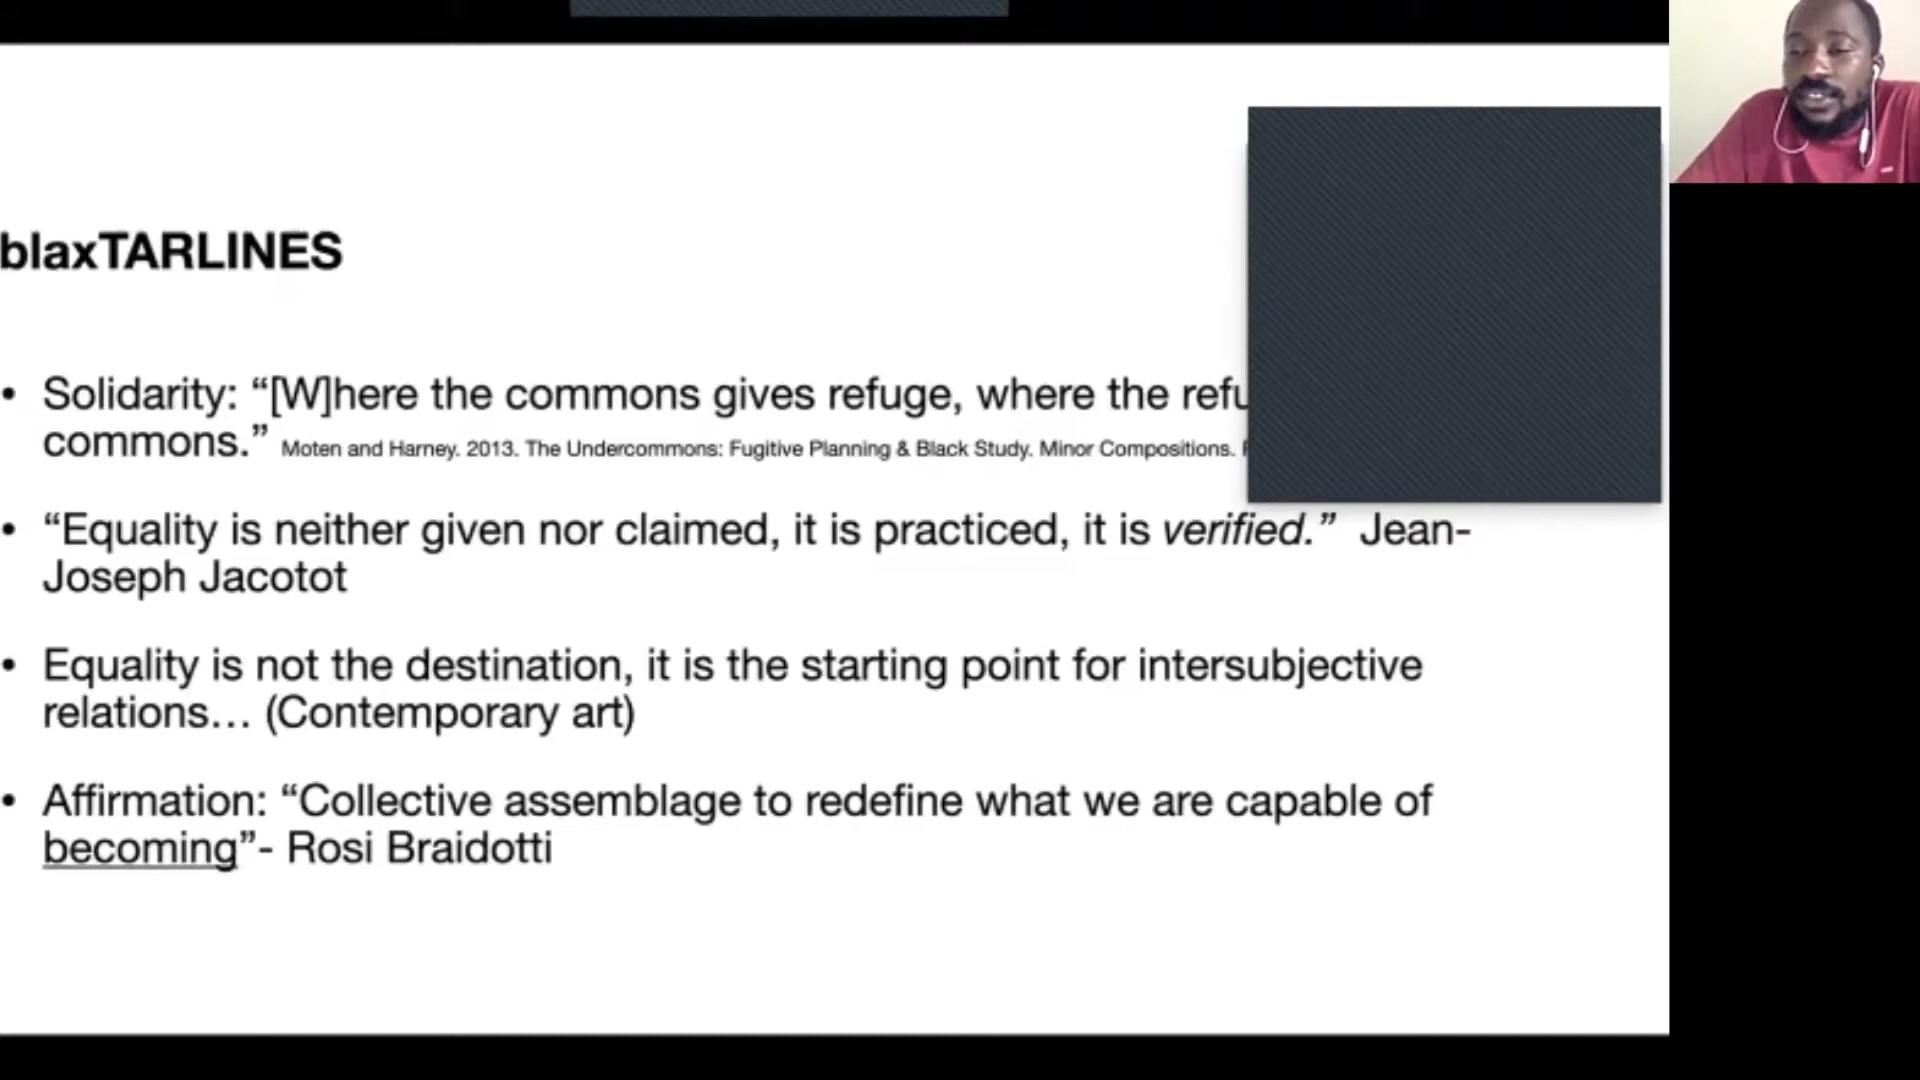 blaxTARLINES
• Solidarity: “[W]here the commons gives refuge, where the
commons.” Moten and Harney. 2013. The Undercommons: Fugitive Planning & Black Study. Minor Compositions.
• “Equality is neither given nor claimed, it is practiced, it is verified.” Jean-
Joseph Jacotot
• Equality is not the destination, it is the starting point for intersubjective
relations… (Contemporary art)
• Affirmation: “Collective assemblage to redefine what we are capable of
becoming”- Rosi Braidotti